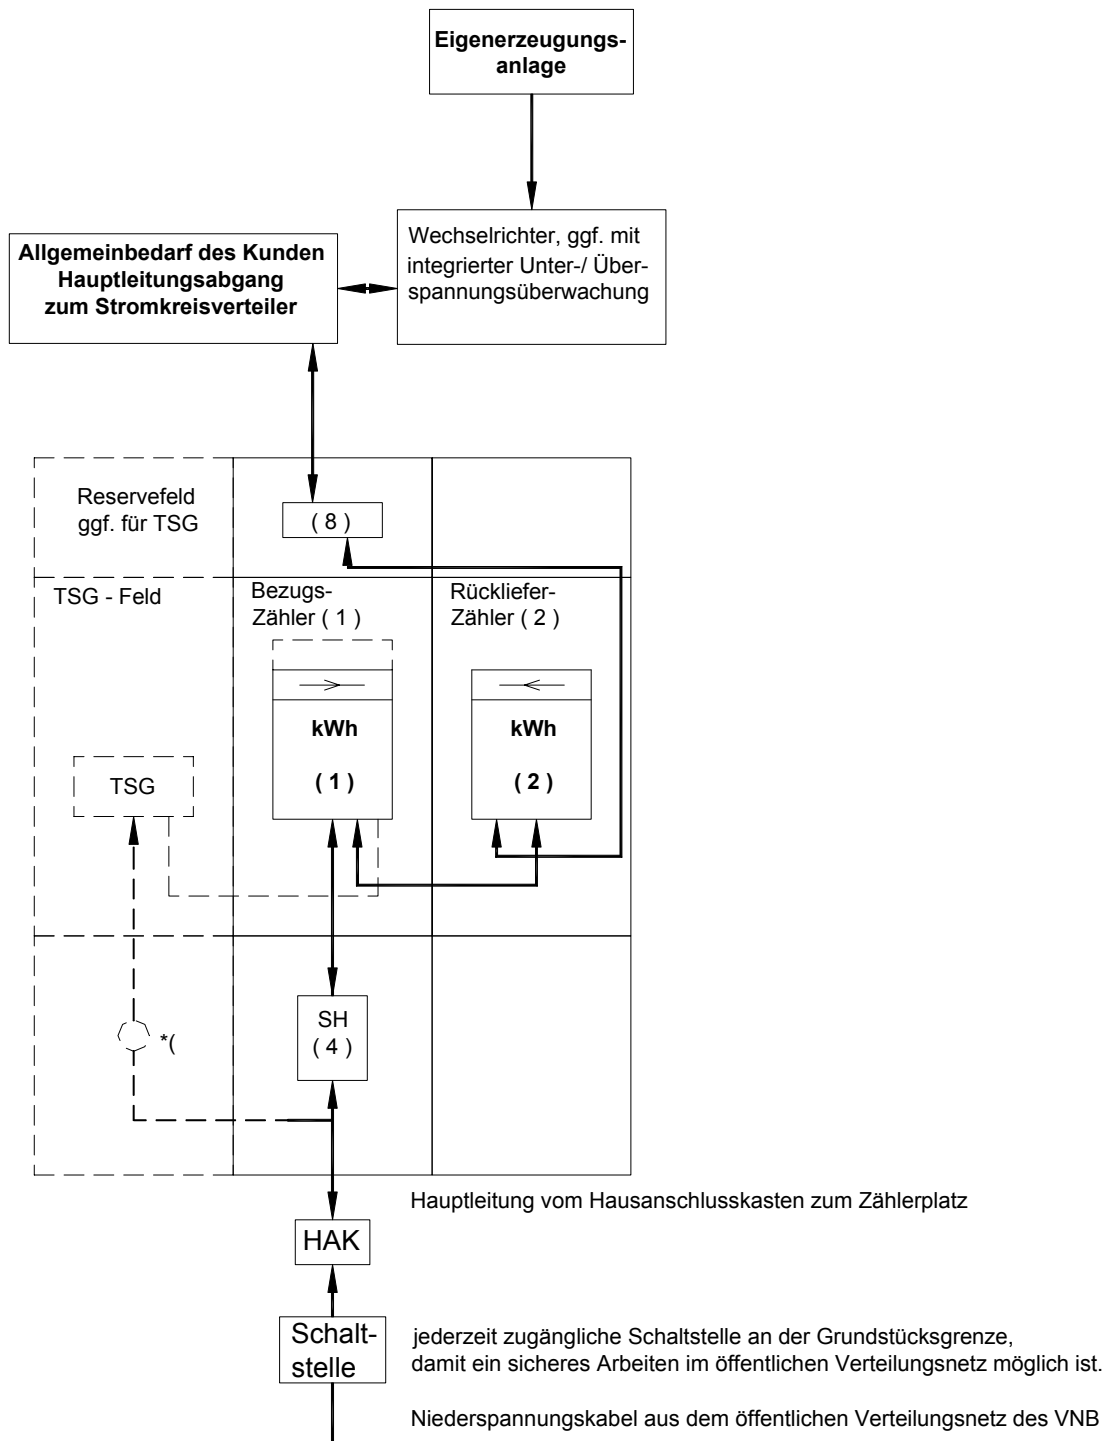 Eigenerzeugungs-
anlage
Wechselrichter, ggf. mit
integrierter Unter-/ Über-
spannungsüberwachung
Allgemeinbedarf des Kunden
Hauptleitungsabgang
zum Stromkreisverteiler
Reservefeld
ggf. für TSG
( 8 )
TSG - Feld
Bezugs-
Zähler ( 1 )
Rückliefer-
Zähler ( 2 )
kWh
( 1 )
kWh
( 2 )
TSG
SH
( 4 )
*(
Hauptleitung vom Hausanschlusskasten zum Zählerplatz
HAK
Schalt-
stelle
jederzeit zugängliche Schaltstelle an der Grundstücksgrenze,
damit ein sicheres Arbeiten im öffentlichen Verteilungsnetz möglich ist.
Niederspannungskabel aus dem öffentlichen Verteilungsnetz des VNB